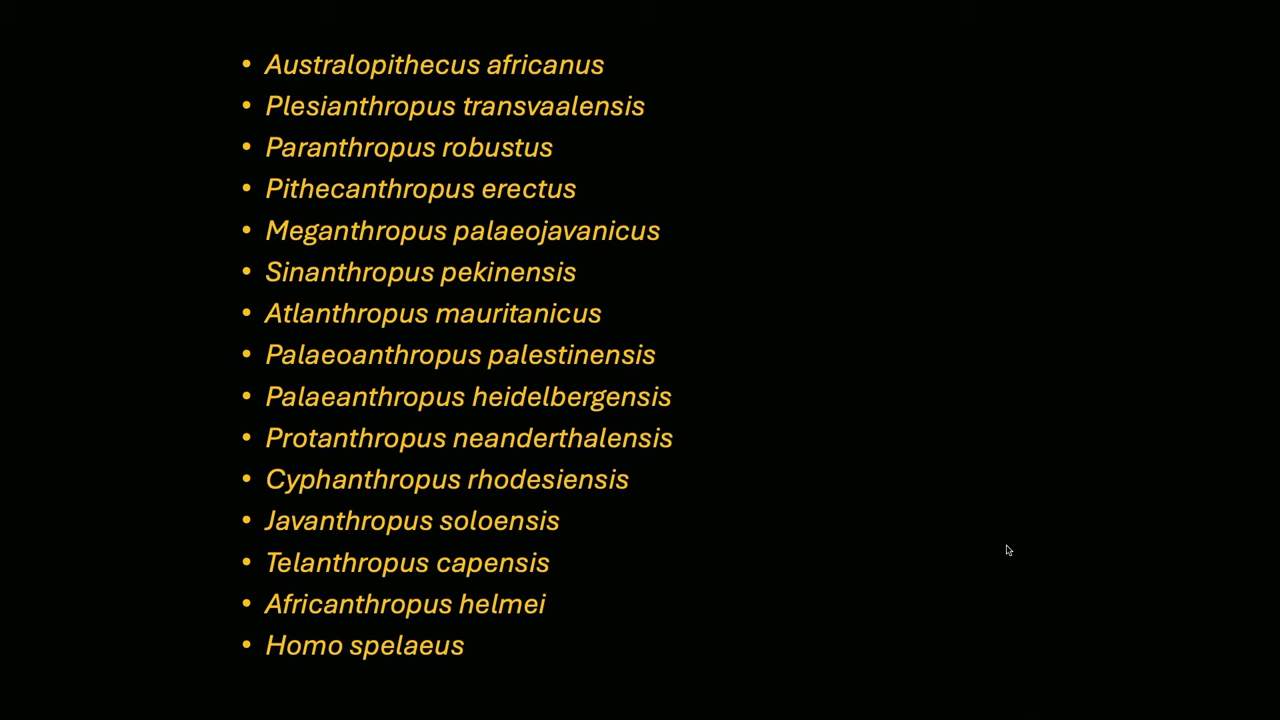 • Australopithecus africanus
• Plesianthropus transvaalensis
• Paranthropus robustus
• Pithecanthropus erectus
• Meganthropus palaeojavanicus
• Sinanthropus pekinensis
• Atlanthropus mauritanicus
• Palaeoanthropus palestinensis
• Palaeanthropus heidelbergensis
• Protanthropus neanderthalensis
• Cyphanthropus rhodesiensis
• Javanthropus soloensis
• Telanthropus capensis
• Africanthropus helmei
• Homo spelaeus